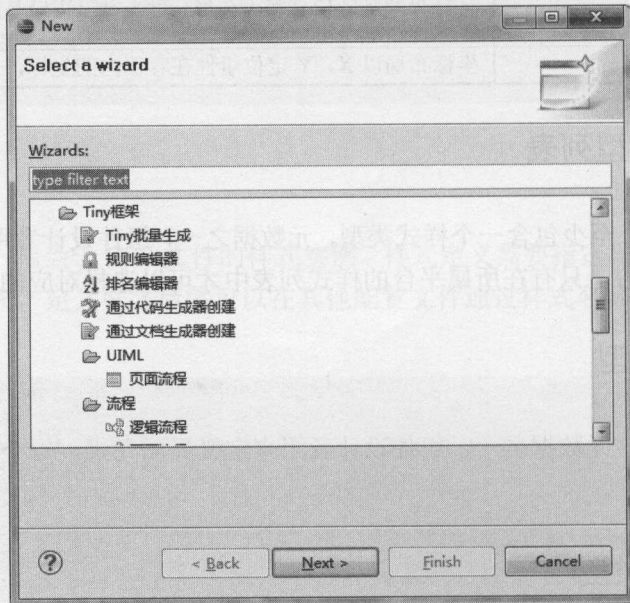 New
Select a wizard
Wizards:
type filter text
Tiny框架
Tiny批量生成
规则编辑器
排名编辑器
通过代码生成器创建
通过文档生成器创建
UIML
页面流程
流程
逻辑流程
< Back
Next >
Finish
Cancel